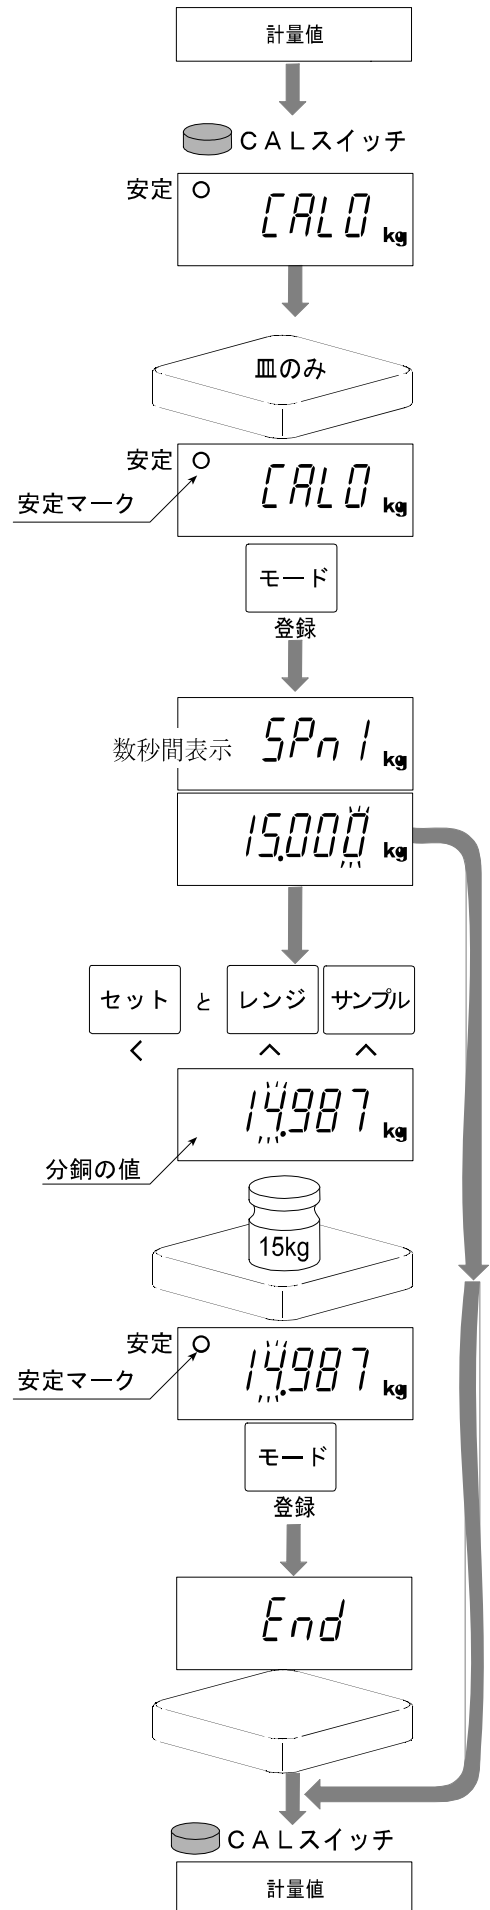 計量値
ＣＡＬスイッチ
安定 CAL0 kg
皿のみ
安定 CAL0 kg
安定マーク
モード
登録
数秒間表示 SPn1 kg
15.000 kg
セット と レンジ サンプル
< ^ ^
14.987 kg
分銅の値
15kg
安定 14.987 kg
安定マーク
モード
登録
End
ＣＡＬスイッチ
計量値